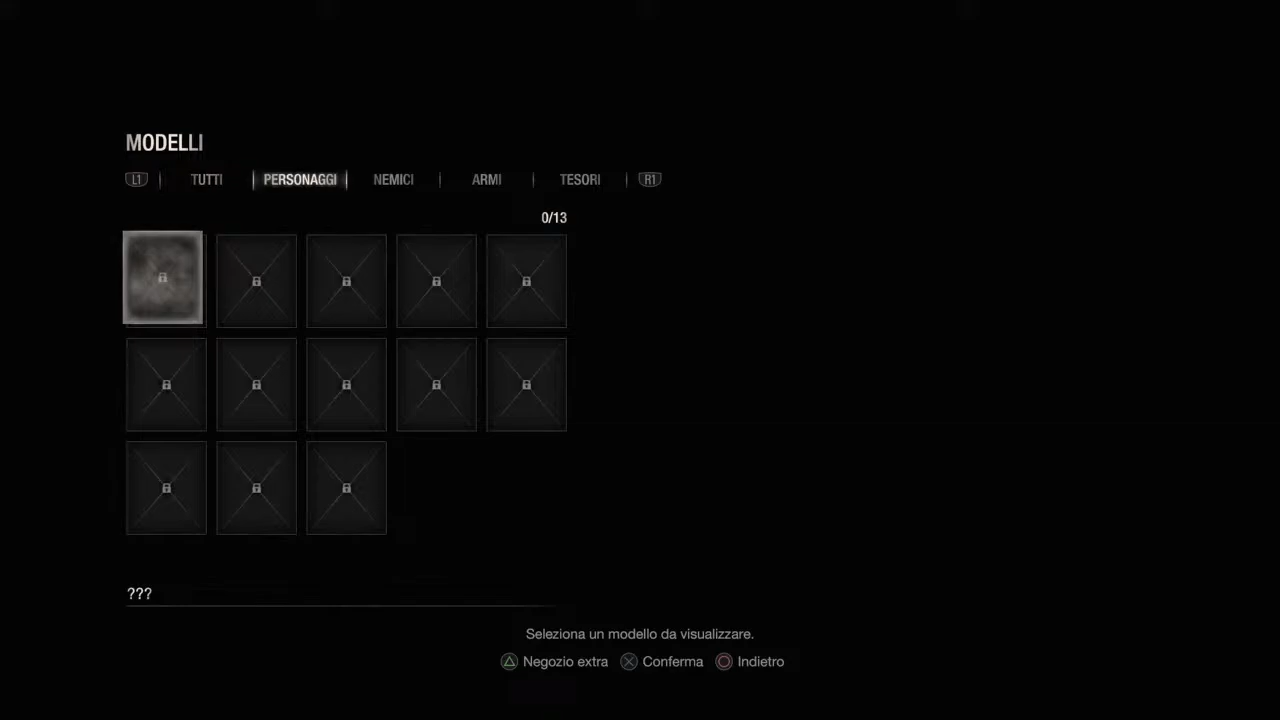 MODELLI
L1 TUTTI PERSONAGGI NEMICI ARMI TESORI R1
0/13
???
Seleziona un modello da visualizzare.
Negozio extra Conferma Indietro